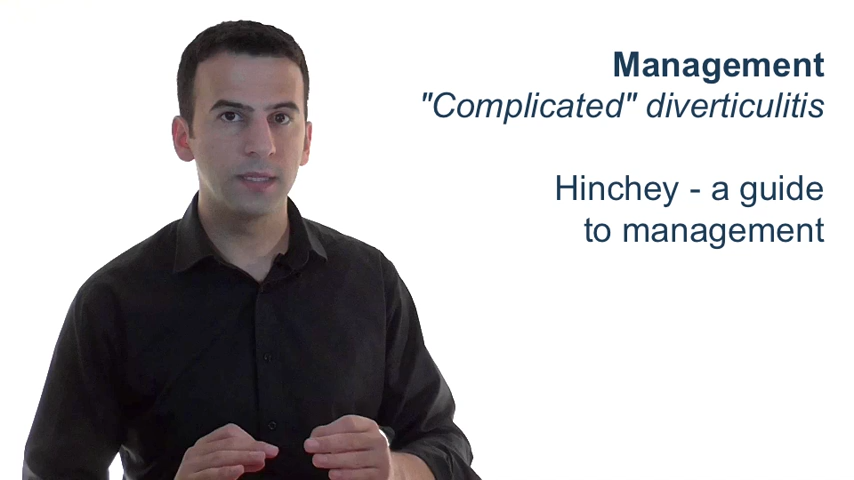 Management
"Complicated" diverticulitis
Hinchey - a guide
to management